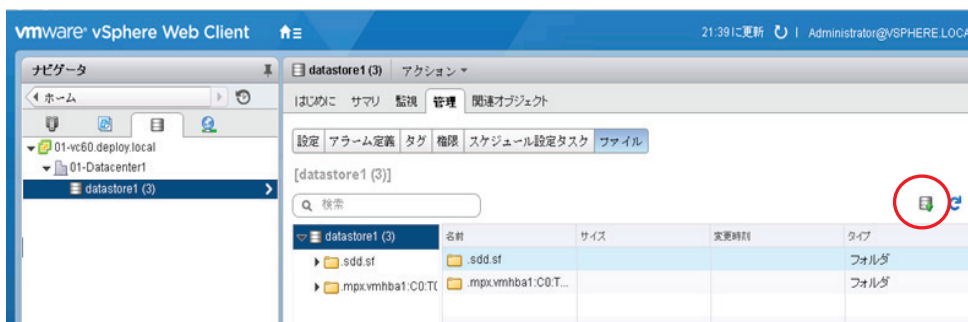 vmware® vSphere Web Client
21:39に更新 | Administrator@VSPHERE.LOCA
ナビゲータ
datastore1 (3) アクション
ホーム
はじめに サマリ 監視 管理 関連オブジェクト
設定 アラーム定義 タグ 権限 スケジュール設定タスク ファイル
01-vc60.deploy.local
01-Datacenter1
datastore1 (3)
[datastore1 (3)]
検索
datastore1 (3)
名前 サイズ 変更時刻 タイプ
.sdd.sf
.sdd.sf フォルダ
.mpx.vmhba1:C0:T(
.mpx.vmhba1:C0:T... フォルダ